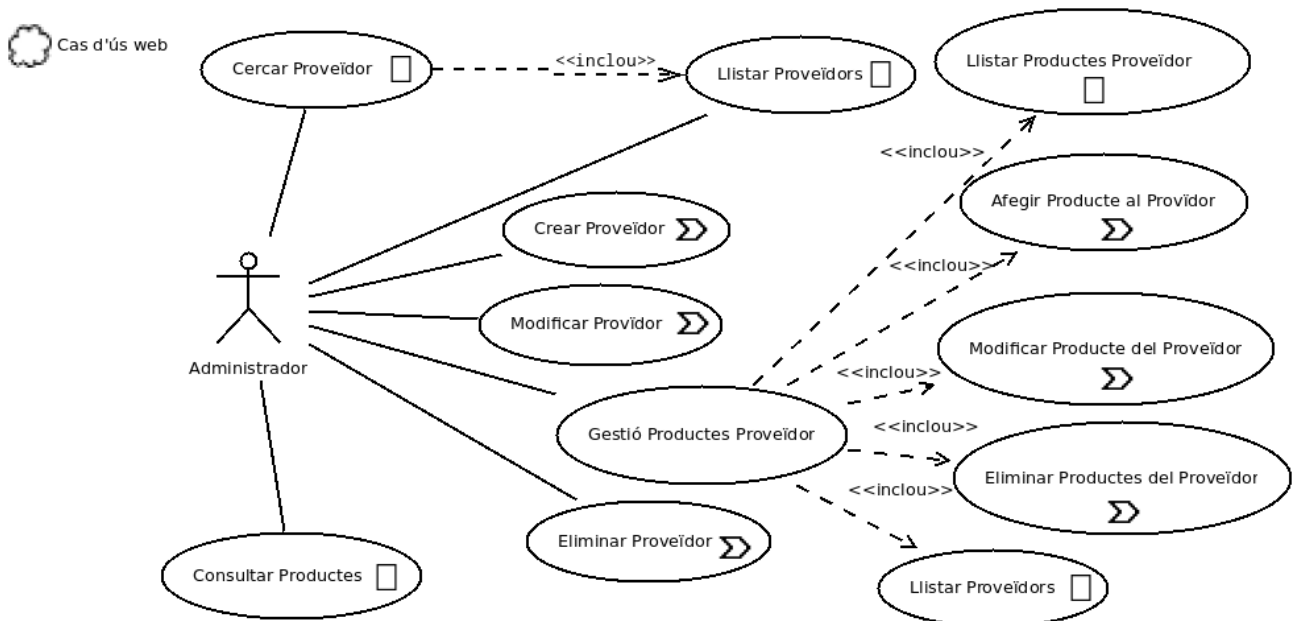 Cas d'ús web
Cercar Proveïdor
<<inclou>>
Llistar Proveïdors
Llistar Productes Proveïdor
<<inclou>>
Afegir Producte al Provïdor
Crear Proveïdor
<<inclou>>
Modificar Provïdor
Modificar Producte del Proveïdor
Administrador
<<inclou>>
Gestió Productes Proveïdor
<<inclou>>
Eliminar Productes del Proveïdor
<<inclou>>
Eliminar Proveïdor
Consultar Productes
Llistar Proveïdors